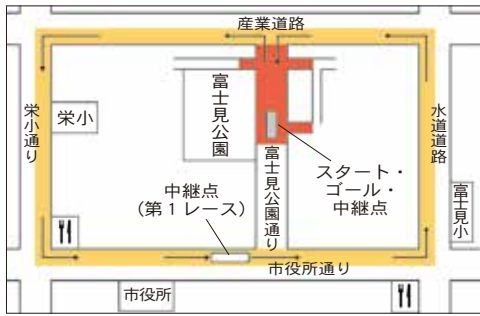 産業道路
栄小通り
栄小
富士見公園
水道道路
スタート・
ゴール・
中継点
富士見公園通り
富士見小
中継点
(第1レース)
市役所通り
市役所